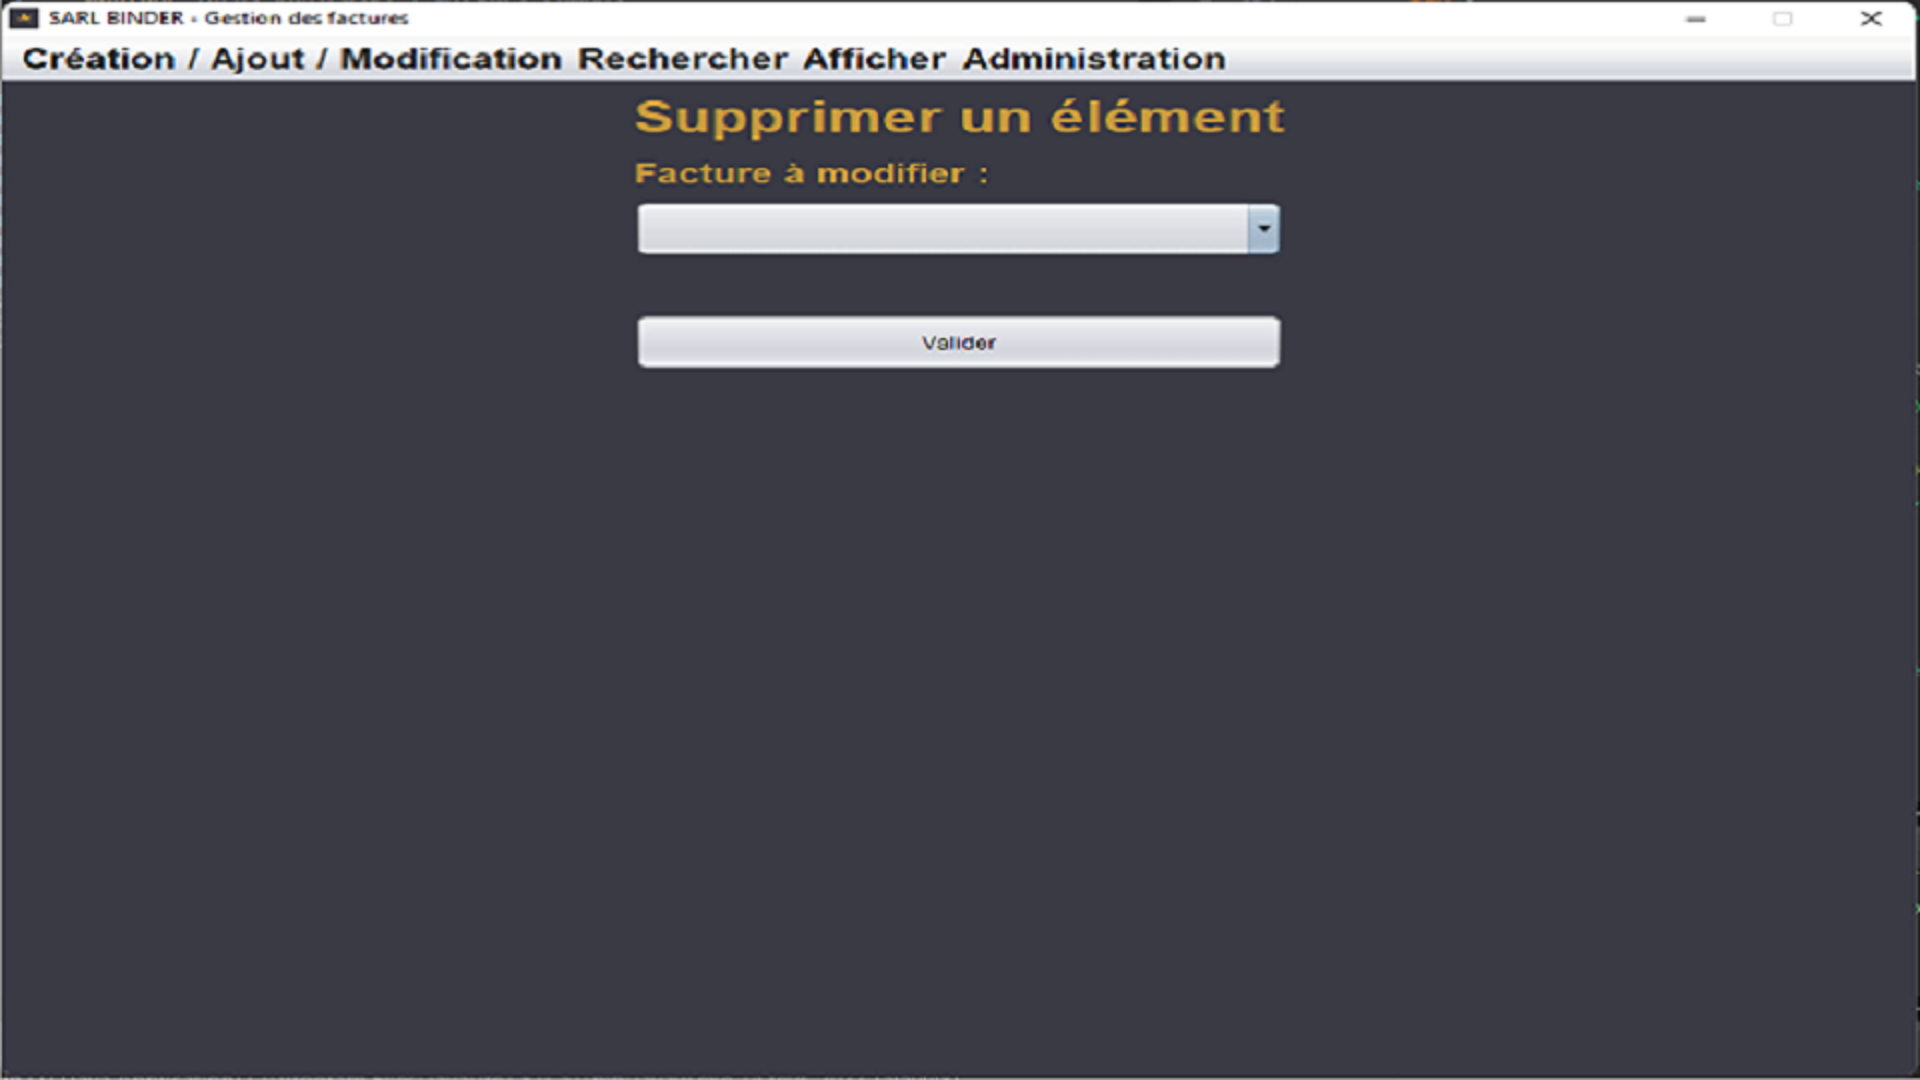 SARL BINDER - Gestion des factures
Création / Ajout / Modification Rechercher Afficher Administration
Supprimer un élément
Facture à modifier :
Valider